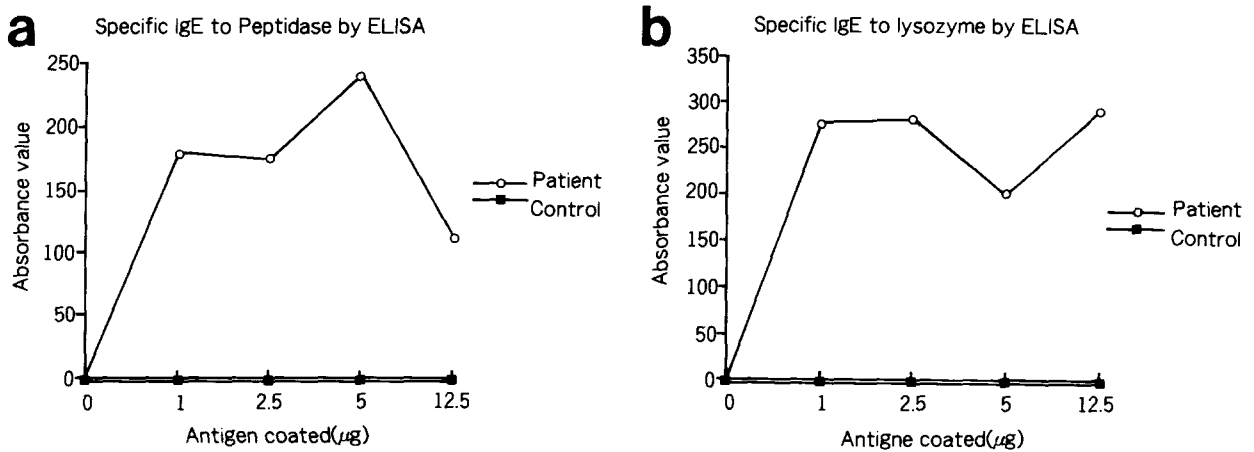 a
Specific IgE to Peptidase by ELISA
250
200
150
100
50
0
Absorbance value
0 1 2.5 5 12.5
Antigen coated(μg)
Patient
Control
b
Specific IgE to lysozyme by ELISA
350
300
250
200
250
100
50
0
Absorbance value
0 1 2.5 5 12.5
Antigne coated(μg)
Patient
Control